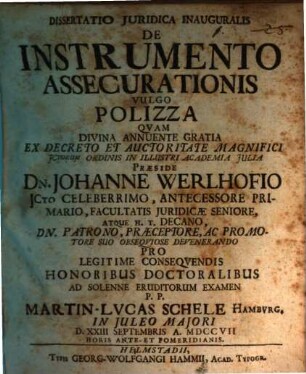 DISSERTATIO JURIDICA INAUGURALIS
DE
INSTRUMENTO
ASSECURATIONIS
VULGO
POLIZZA
QVAM
DIVINA ANNUENTE GRATIA
EX DECRETO ET AUCTORITATE MAGNIFICI
ORDINIS IN ILLUSTRI ACADEMIA JULIA
PRÆSIDE
DN. JOHANNE WERLHOFIO
JCTO CELEBERRIMO, ANTECESSORE PRI-
MARIO, FACULTATIS JURIDICÆ SENIORE,
ATQUE H. T. DECANO,
DN. PATRONO, PRÆCEPTORE, AC PROMO-
TORE SUO OBSEQVIOSE DEVENERANDO
PRO
LEGITIME CONSEQVENDIS
HONORIBUS DOCTORALIBUS
AD SOLENNE ERUDITORUM EXAMEN
P. P.
MARTIN-LVCAS SCHELE HAMBURG,
IN JULEO MAJORI
D. XXIII SEPTEMBRIS A. MDCCVII
HORIS ANTE- ET POMERIDIANIS.
HELMSTADII,
TYPIS GEORG-WOLFGANGI HAMMII, ACAD. TYPOGR.